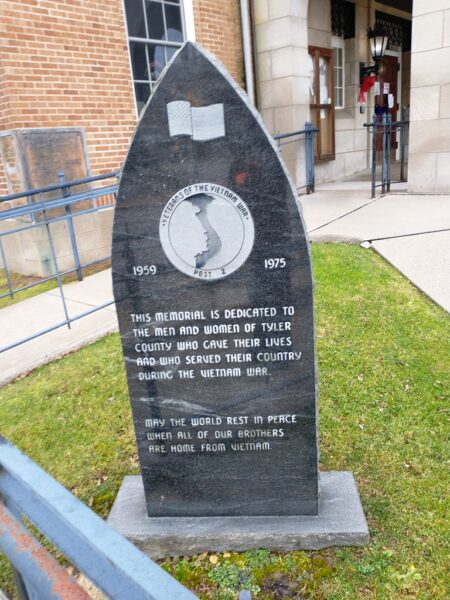 VETERANS OF THE VIETNAM WAR,
POST 2
1959 1975
THIS MEMORIAL IS DEDICATED TO
THE MEN AND WOMEN OF TYLER
COUNTY WHO GAVE THEIR LIVES
AND WHO SERVED THEIR COUNTRY
DURING THE VIETNAM WAR.
MAY THE WORLD REST IN PEACE
WHEN ALL OF OUR BROTHERS
ARE HOME FROM VIETNAM